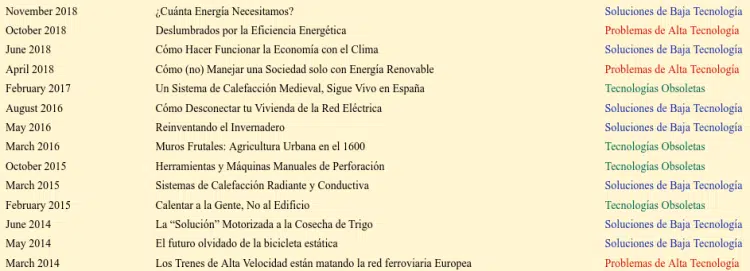 November 2018 ¿Cuánta Energía Necesitamos? Soluciones de Baja Tecnología
October 2018 Deslumbrados por la Eficiencia Energética Problemas de Alta Tecnología
June 2018 Cómo Hacer Funcionar la Economía con el Clima Soluciones de Baja Tecnología
April 2018 Cómo (no) Manejar una Sociedad solo con Energía Renovable Problemas de Alta Tecnología
February 2017 Un Sistema de Calefacción Medieval, Sigue Vivo en España Tecnologías Obsoletas
August 2016 Cómo Desconectar tu Vivienda de la Red Eléctrica Soluciones de Baja Tecnología
May 2016 Reinventando el Invernadero Soluciones de Baja Tecnología
March 2016 Muros Frutales: Agricultura Urbana en el 1600 Tecnologías Obsoletas
October 2015 Herramientas y Máquinas Manuales de Perforación Tecnologías Obsoletas
March 2015 Sistemas de Calefacción Radiante y Conductiva Soluciones de Baja Tecnología
February 2015 Calentar a la Gente, No al Edificio Tecnologías Obsoletas
June 2014 La “Solución” Motorizada a la Cosecha de Trigo Soluciones de Baja Tecnología
May 2014 El futuro olvidado de la bicicleta estática Soluciones de Baja Tecnología
March 2014 Los Trenes de Alta Velocidad están matando la red ferroviaria Europea Problemas de Alta Tecnología